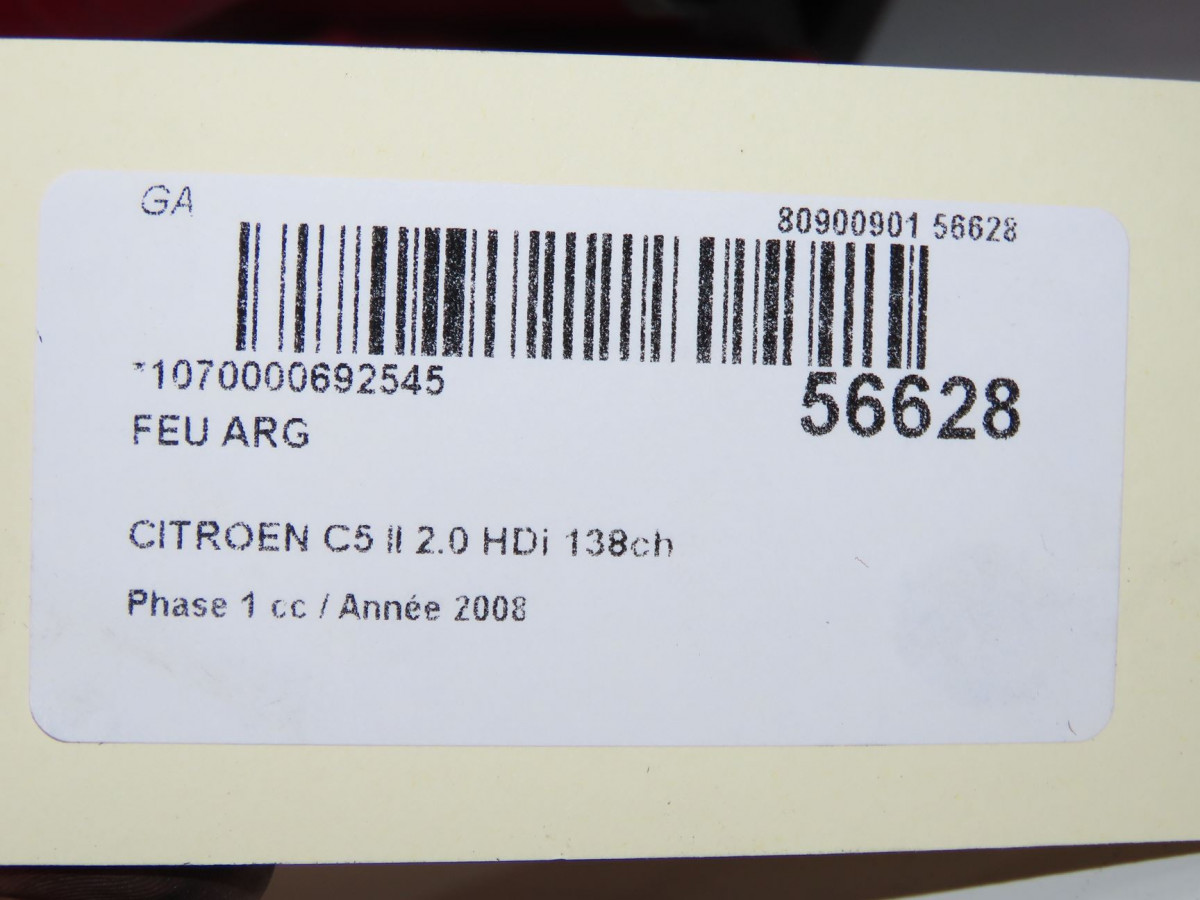 GA
80900901 56628
*1070000692545
56628
FEU ARG
CITROEN C5 II 2.0 HDi 138ch
Phase 1 cc / Année 2008